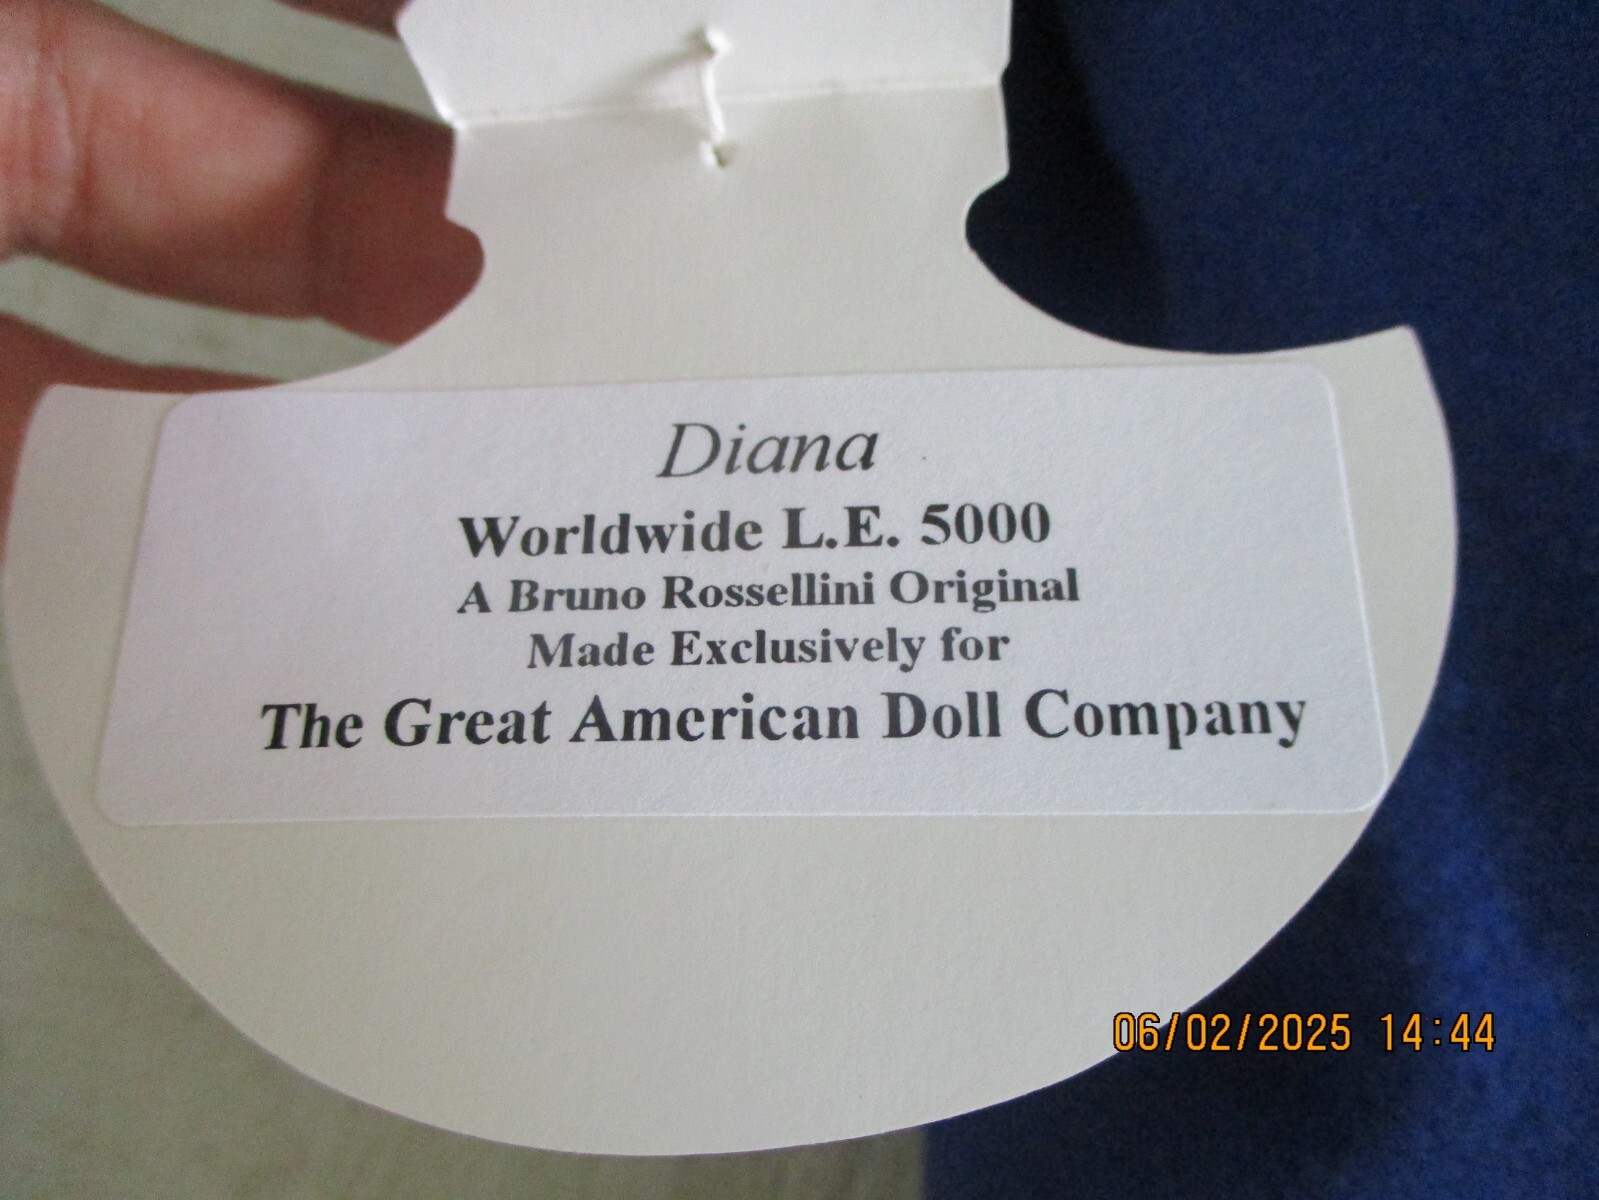 Diana
Worldwide L.E. 5000
A Bruno Rossellini Original
Made Exclusively for
The Great American Doll Company
06/02/2025 14:44